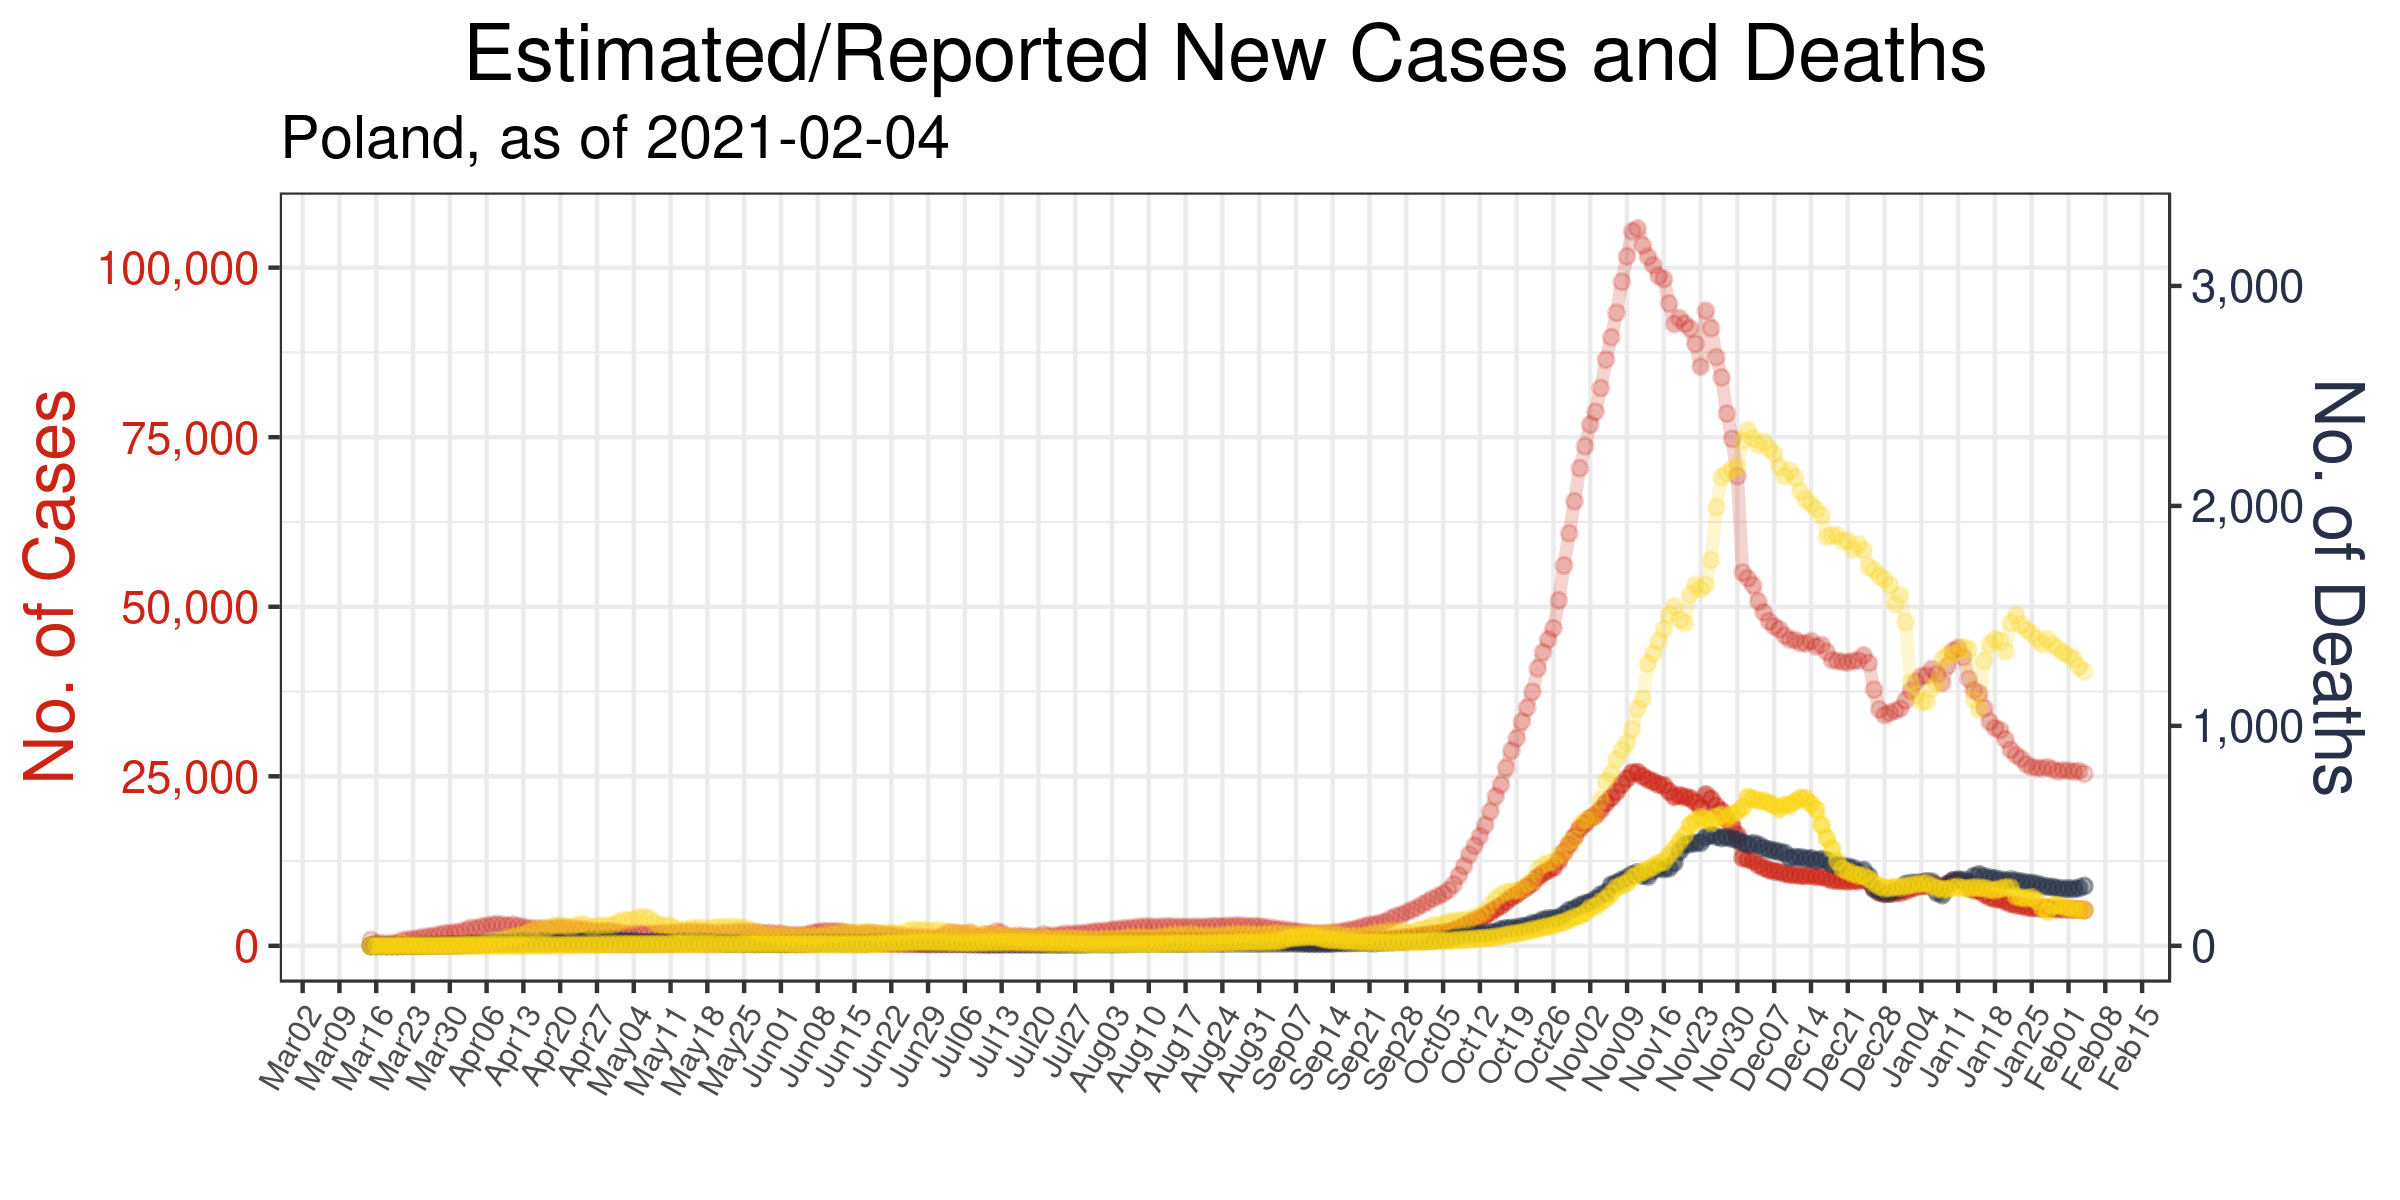 Estimated/Reported New Cases and Deaths
Poland, as of 2021-02-04
No. of Cases
100,000
75,000
50,000
25,000
0
3,000
2,000
1,000
0
No. of Deaths
Mar02 Mar09 Mar16 Mar23 Mar30 Apr06 Apr13 Apr20 Apr27 May04 May11 May18 May25 Jun01 Jun08 Jun15 Jun22 Jun29 Jul06 Jul13 Jul20 Jul27 Aug03 Aug10 Aug17 Aug24 Aug31 Sep07 Sep14 Sep21 Sep28 Oct05 Oct12 Oct19 Oct26 Nov02 Nov09 Nov16 Nov23 Nov30 Dec07 Dec14 Dec21 Dec28 Jan04 Jan11 Jan18 Jan25 Feb01 Feb08 Feb15